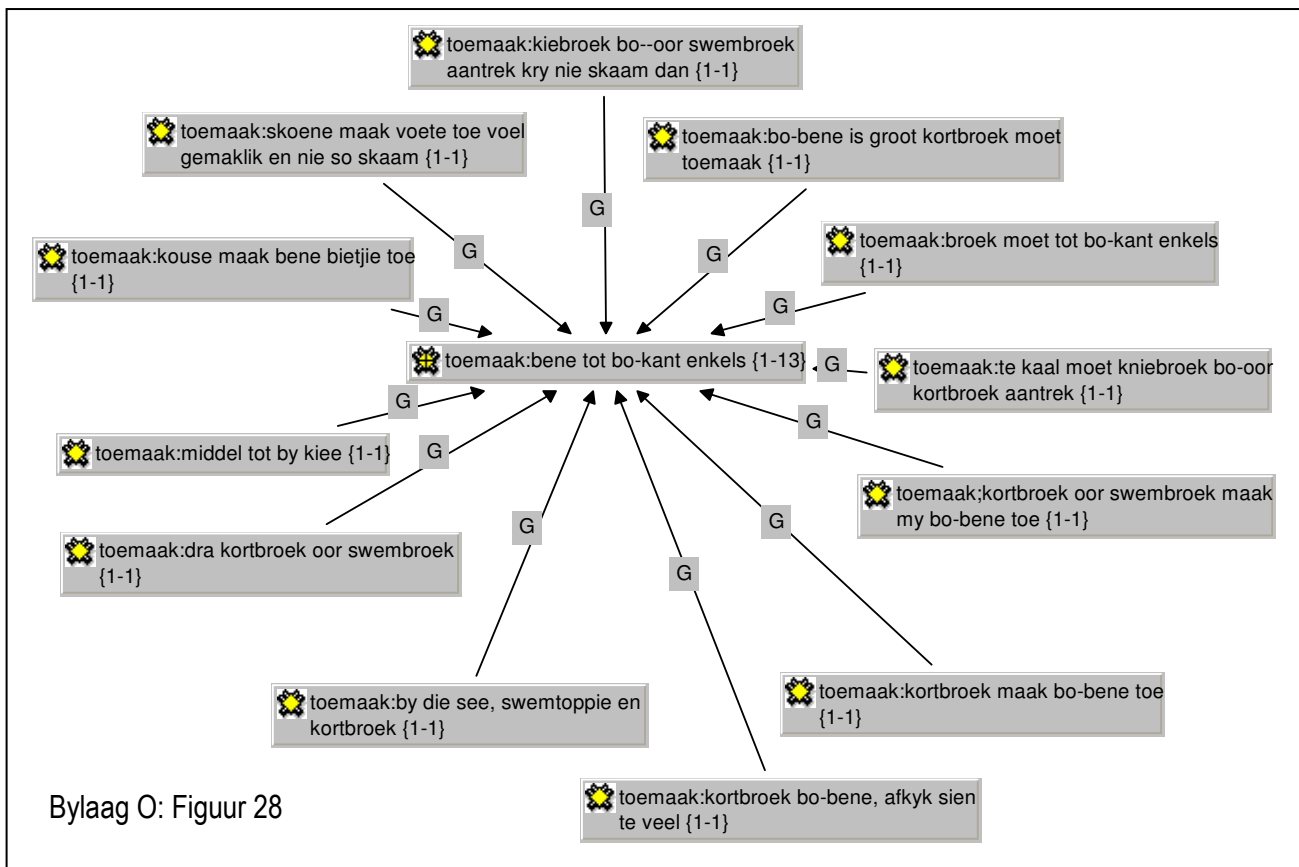 toemaak:kiebroek bo--oor swembroek
aantrek kry nie skaam dan {1-1}
toemaak:skoene maak voete toe voel
gemaklik en nie so skaam {1-1}
toemaak:bo-bene is groot kortbroek moet
toemaak {1-1}
G
toemaak:kouse maak bene bietjie toe
{1-1}
G
G
toemaak:broek moet tot bo-kant enkels
{1-1}
G
G
toemaak:bene tot bo-kant enkels {1-13}
G
toemaak:te kaal moet kniebroek bo-oor
kortbroek aantrek {1-1}
G
toemaak:middel tot by kiee {1-1}
G
G
toemaak;kortbroek oor swembroek maak
my bo-bene toe {1-1}
toemaak:dra kortbroek oor swembroek
{1-1}
G
G
G
toemaak:by die see, swemtoppie en
kortbroek {1-1}
toemaak:kortbroek maak bo-bene toe
{1-1}
toemaak:kortbroek bo-bene, afkyk sien
te veel {1-1}
Bylaag O: Figuur 28